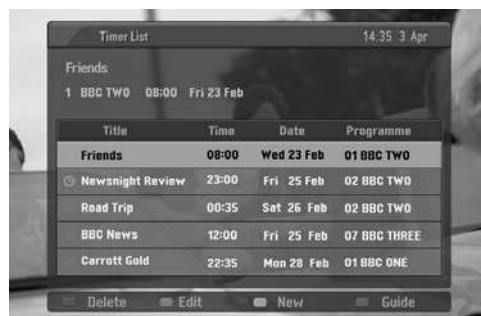 Timer List 14:35 3 Apr
Friends
1 BBC TWO 08:00 Fri 23 Feb
Title Time Date Programme
Friends 08:00 Wed 23 Feb 01 BBC TWO
Newsnight Review 23:00 Fri 25 Feb 02 BBC TWO
Road Trip 00:35 Sat 26 Feb 02 BBC TWO
BBC News 12:00 Fri 25 Feb 07 BBC THREE
Carrott Gold 22:35 Mon 28 Feb 01 BBC ONE
Delete Edit New Guide